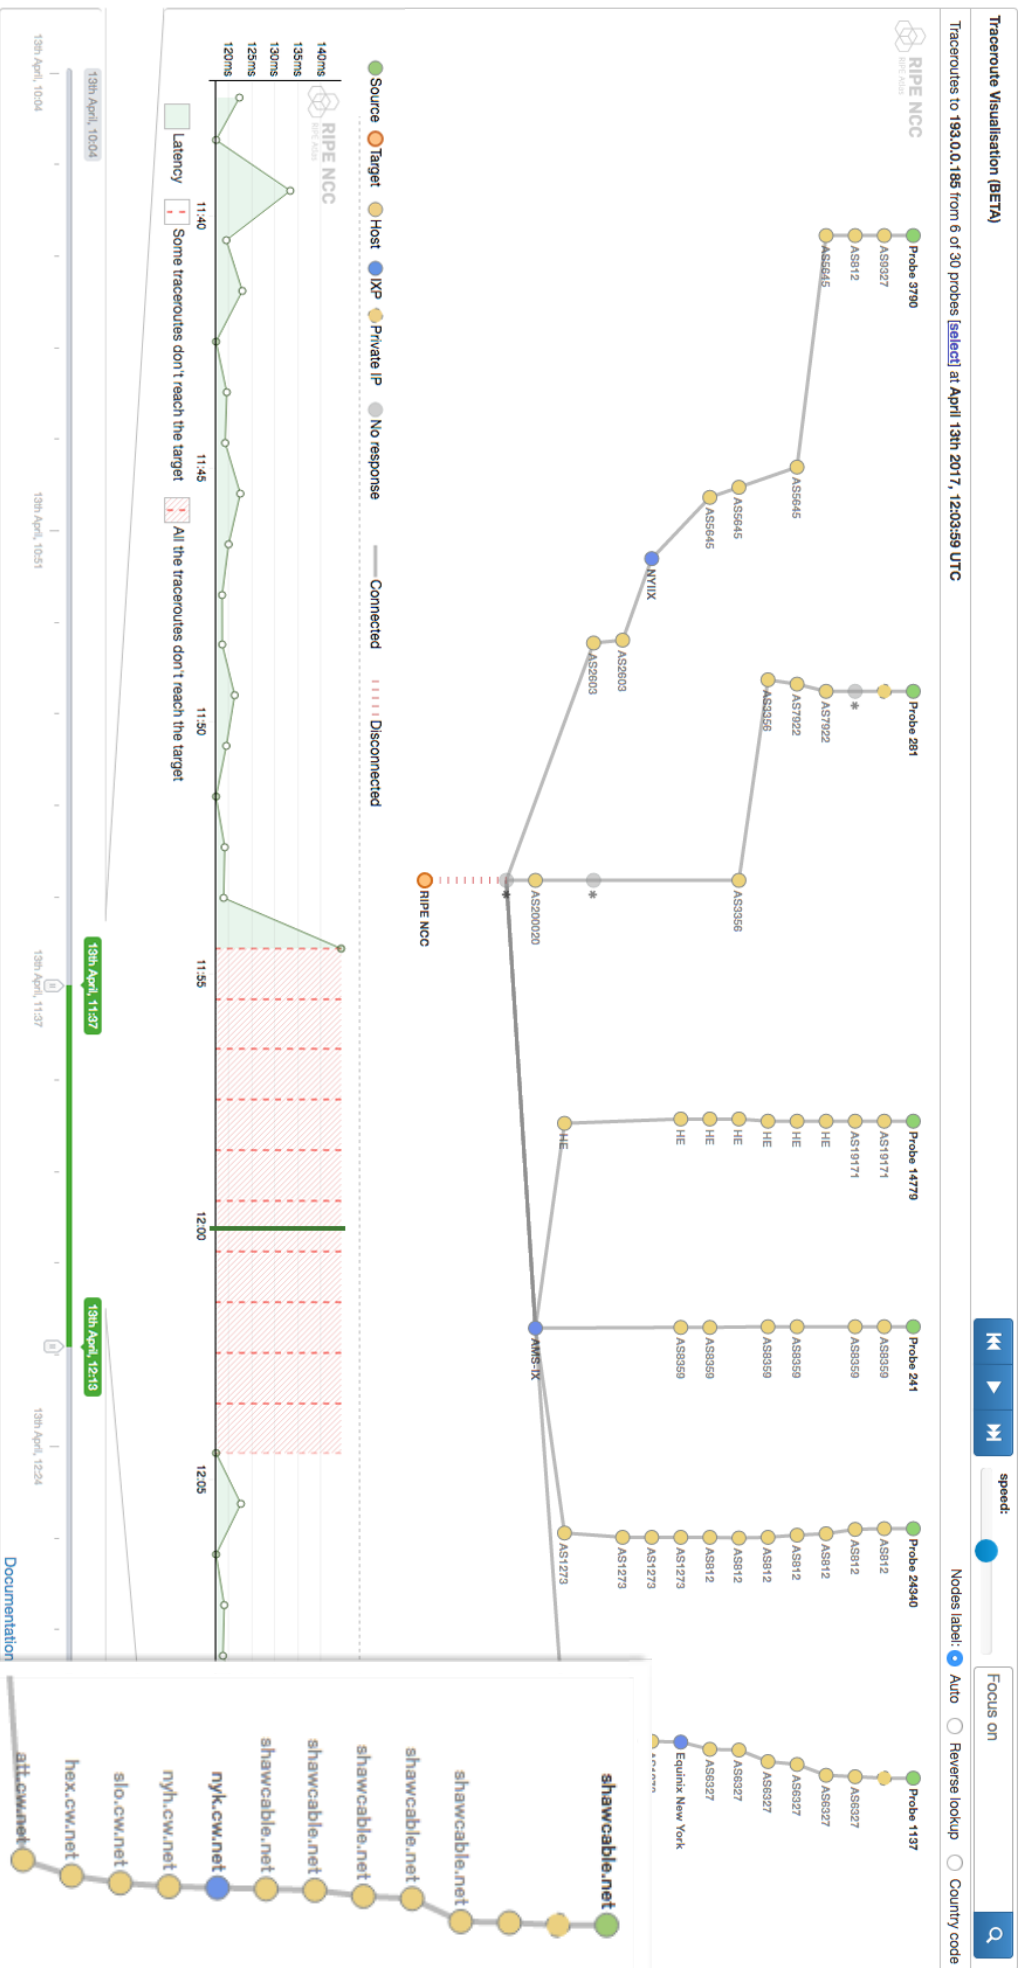 Traceroute Visualisation (BETA)
speed:
Focus on
Traceroutes to 193.0.0.185 from 6 of 30 probes [select] at April 13th 2017, 12:03:59 UTC
Nodes label: Auto Reverse lookup Country code
RIPE NCC
RIPE Atlas
Probe 3790
AS9327
AS812
AS5645
AS5645
AS5645
AS5645
NYIIX
AS2603
AS2603
Probe 281
*
AS7922
AS7922
AS3356
AS3356
*
AS200020
*
RIPE NCC
Probe 14779
AS19171
AS19171
HE
HE
HE
HE
HE
HE
HE
Probe 241
AS8359
AS8359
AS8359
AS8359
AS8359
AS8359
AMS-IX
Probe 24340
AS812
AS812
AS812
AS812
AS812
AS812
AS812
AS1273
AS1273
AS1273
AS1273
Probe 1137
AS6327
AS6327
AS6327
AS6327
AS6327
AS6327
Equinix New York
shawcable.net
shawcable.net
shawcable.net
shawcable.net
shawcable.net
shawcable.net
nyk.cw.net
nyh.cw.net
slo.cw.net
hex.cw.net
att.cw.net
Source Target Host IXP Private IP No response Connected Disconnected
RIPE NCC
RIPE Atlas
140ms
135ms
130ms
125ms
120ms
11:40 11:45 11:50 11:55 12:00 12:05
Latency Some traceroutes don't reach the target All the traceroutes don't reach the target
13th April, 10:04 13th April, 11:37 13th April, 12:13
13th April, 10:04 13th April, 10:51 13th April, 11:37 13th April, 12:24
Documentation